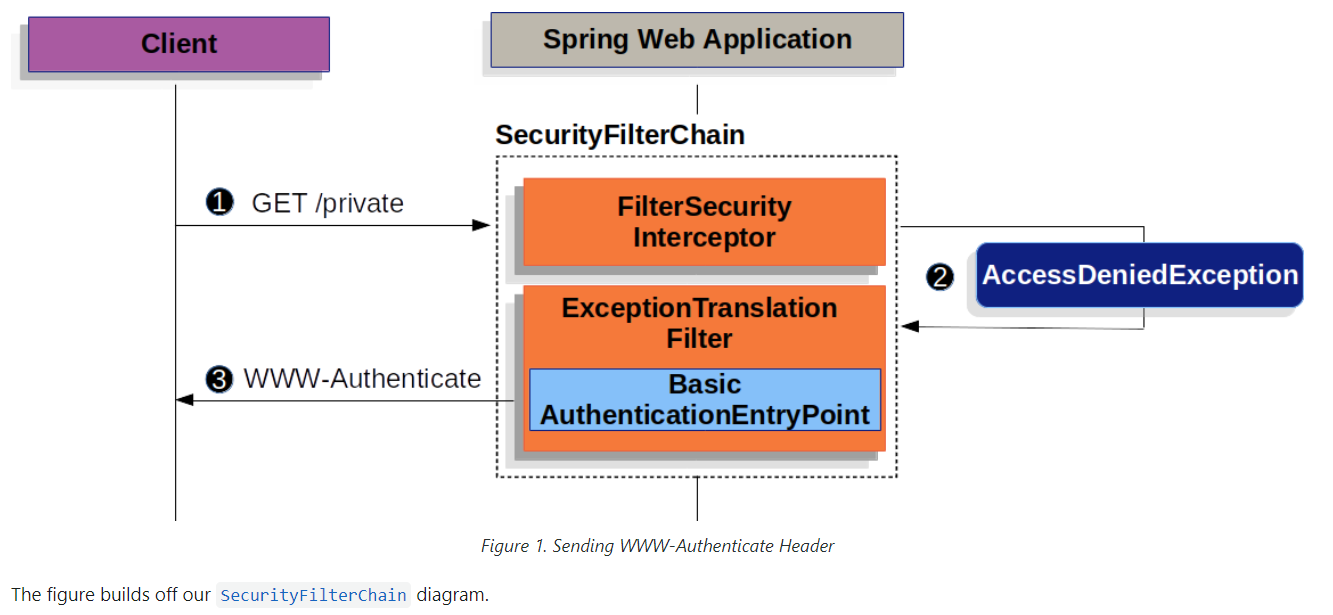 Client
Spring Web Application
SecurityFilterChain
1 GET /private
FilterSecurity
Interceptor
2 AccessDeniedException
ExceptionTranslation
Filter
3 WWW-Authenticate
Basic
AuthenticationEntryPoint
Figure 1. Sending WWW-Authenticate Header
The figure builds off our SecurityFilterChain diagram.